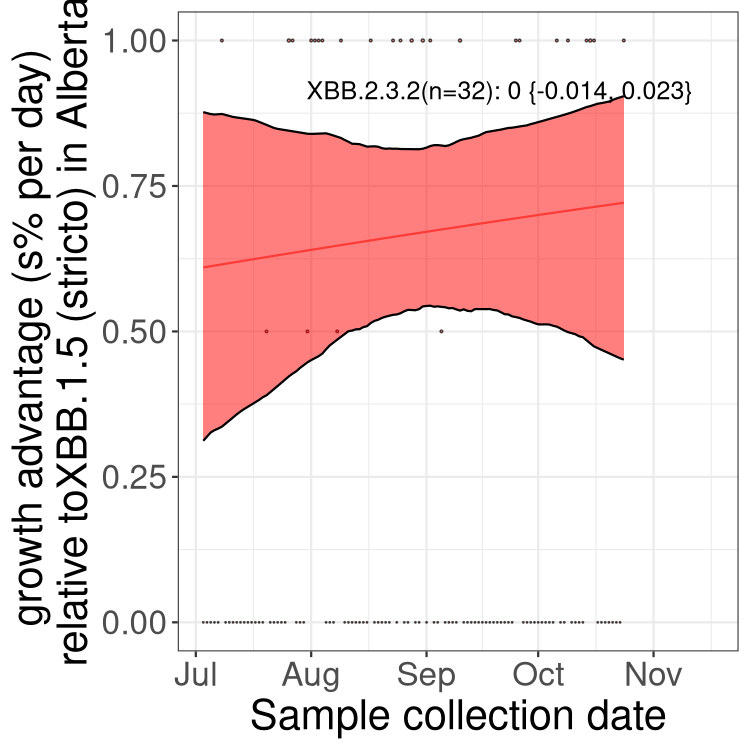 growth advantage (s% per day)
relative toXBB.1.5 (stricto) in Alberta
1.00
0.75
0.50
0.25
0.00
XBB.2.3.2(n=32): 0 {-0.014, 0.023}
Jul Aug Sep Oct Nov
Sample collection date